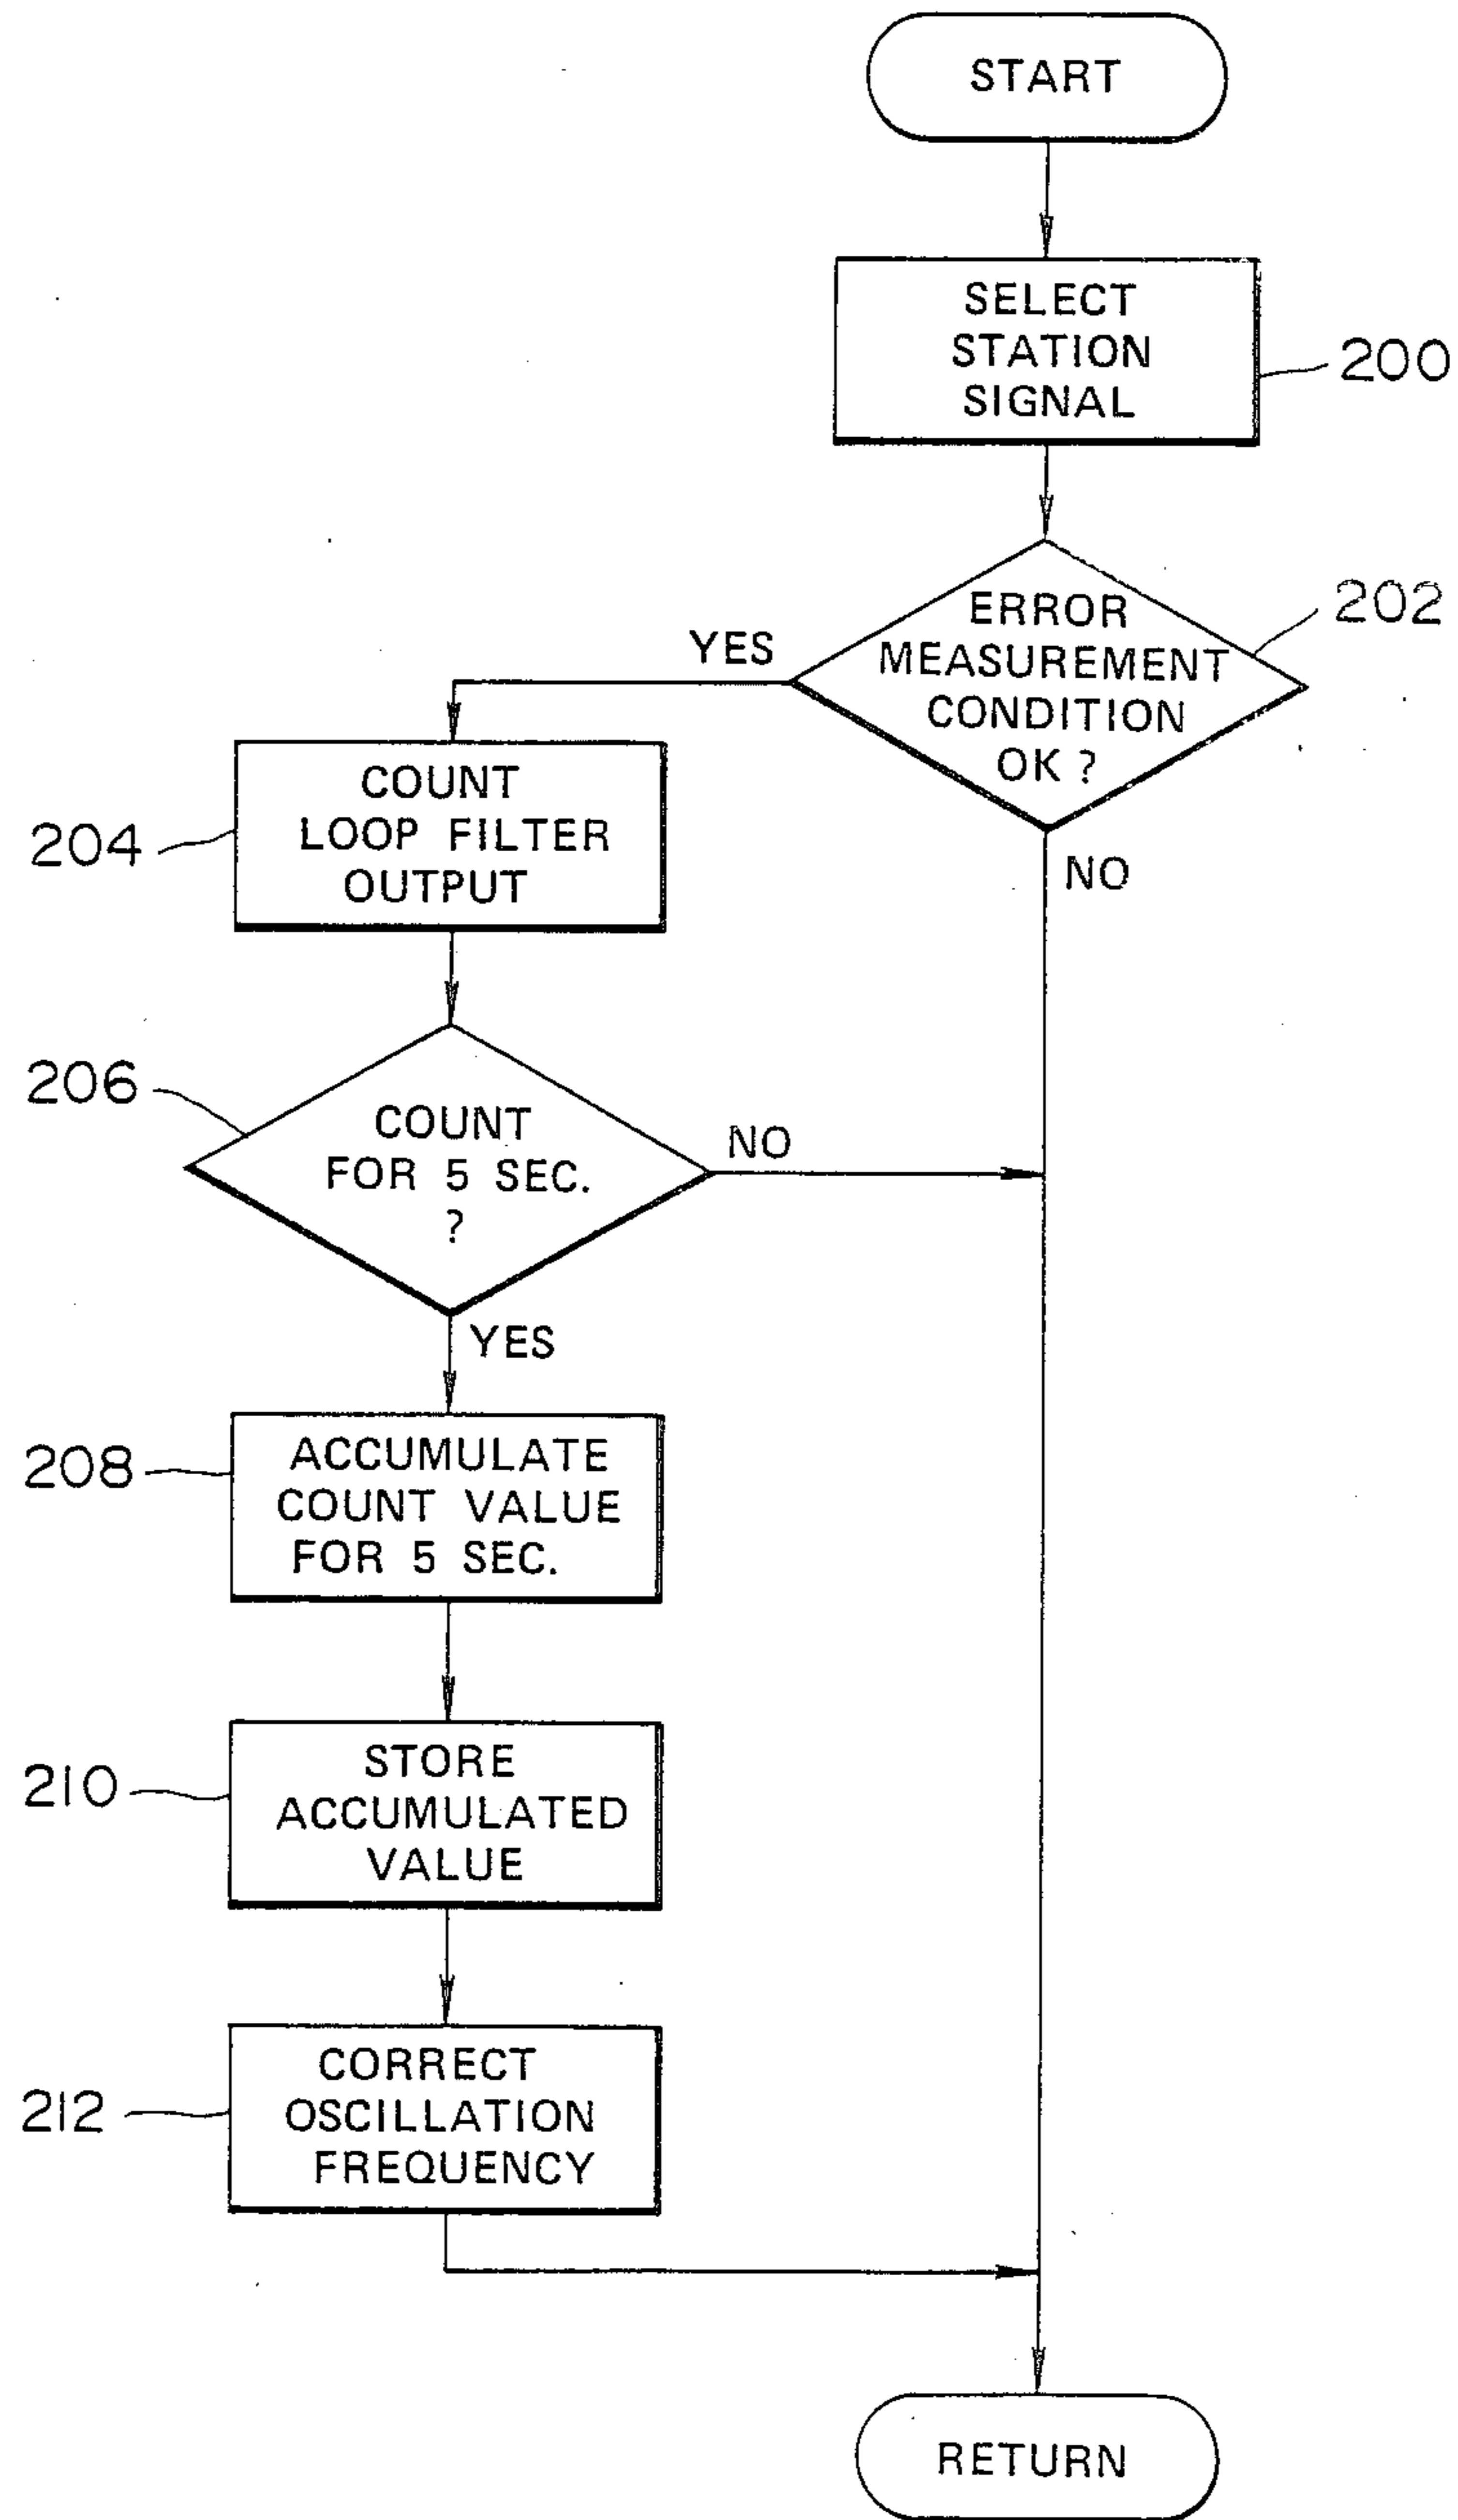 START
SELECT
STATION
SIGNAL
200
ERROR
MEASUREMENT
CONDITION
OK ?
202
YES
NO
COUNT
LOOP FILTER
OUTPUT
204
COUNT
FOR 5 SEC.
?
206
NO
YES
ACCUMULATE
COUNT VALUE
FOR 5 SEC.
208
STORE
ACCUMULATED
VALUE
210
CORRECT
OSCILLATION
FREQUENCY
212
RETURN